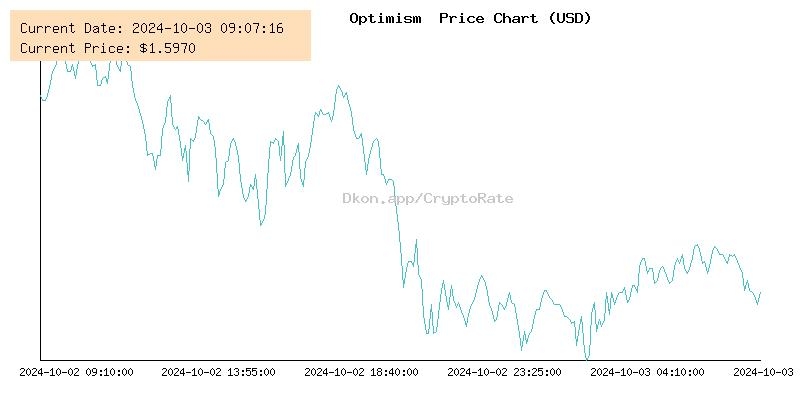 Optimism  Price Chart (USD)
Current Date: 2024-10-03 09:07:16
Current Price: $1.5970
Dkon.app/CryptoRate
2024-10-02 09:10:00 2024-10-02 13:55:00 2024-10-02 18:40:00 2024-10-02 23:25:00 2024-10-03 04:10:00 2024-10-03